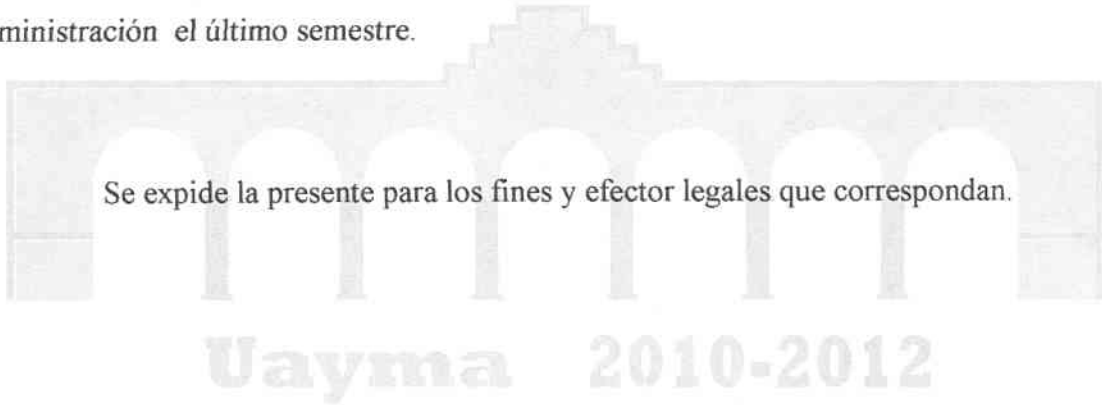 ministración el último semestre.
Se expide la presente para los fines y efector legales que correspondan.
Uayma 2010-2012